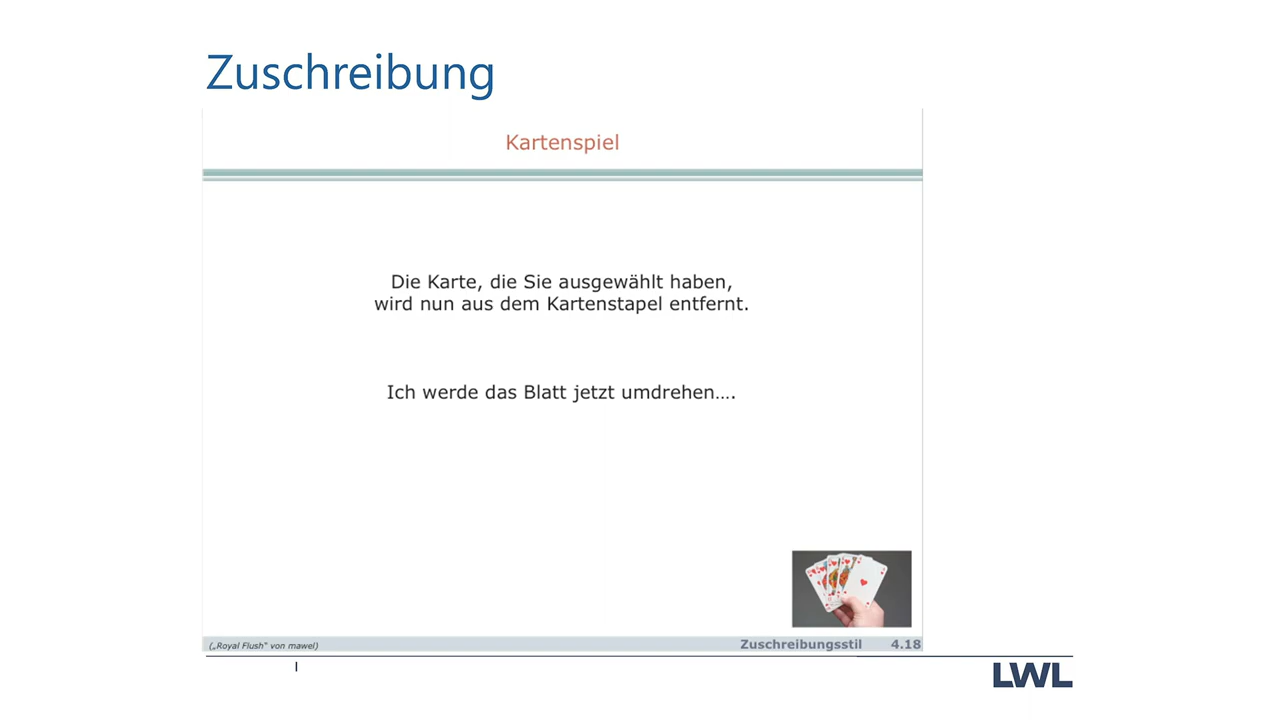 Zuschreibung
Kartenspiel
Die Karte, die Sie ausgewählt haben,
wird nun aus dem Kartenstapel entfernt.
Ich werde das Blatt jetzt umdrehen....
(„Royal Flush" von mawel)
Zuschreibungsstil 4.18
LWL